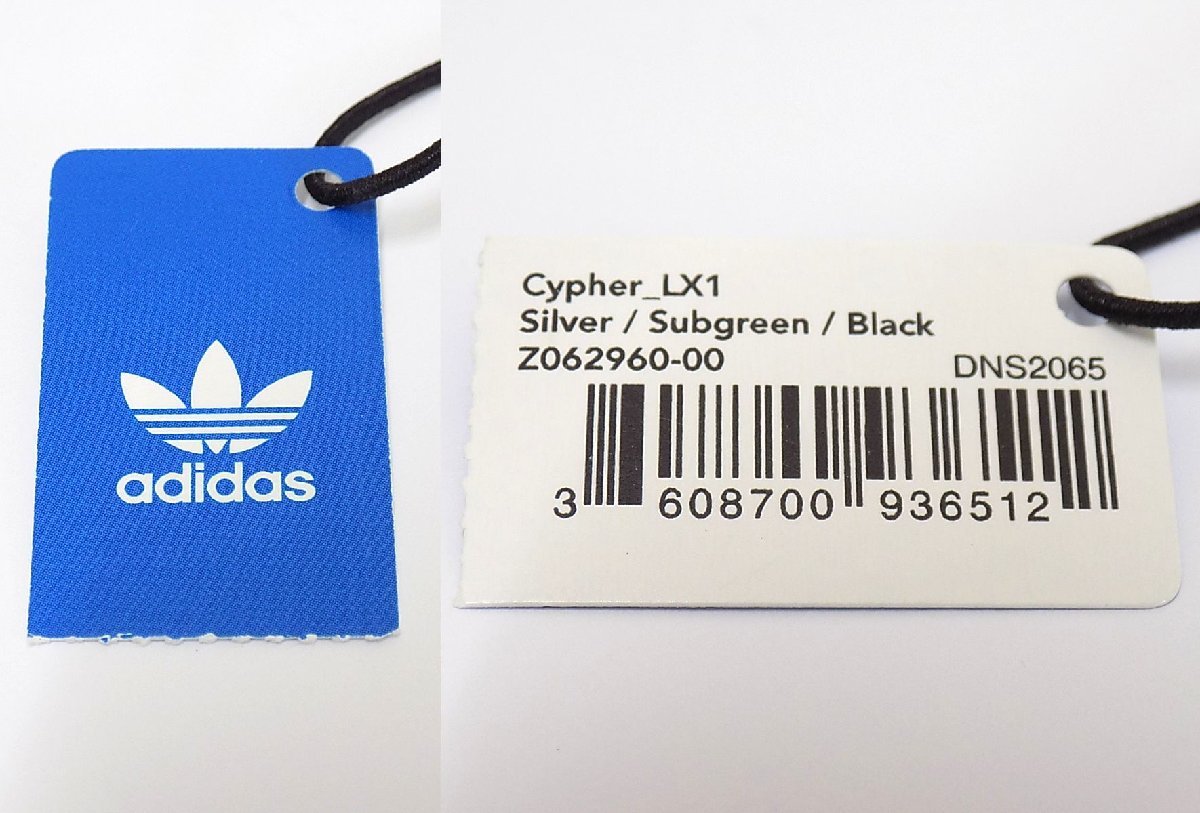 adidas
Cypher_LX1
Silver / Subgreen / Black
Z062960-00
DNS2065
3 608700 936512